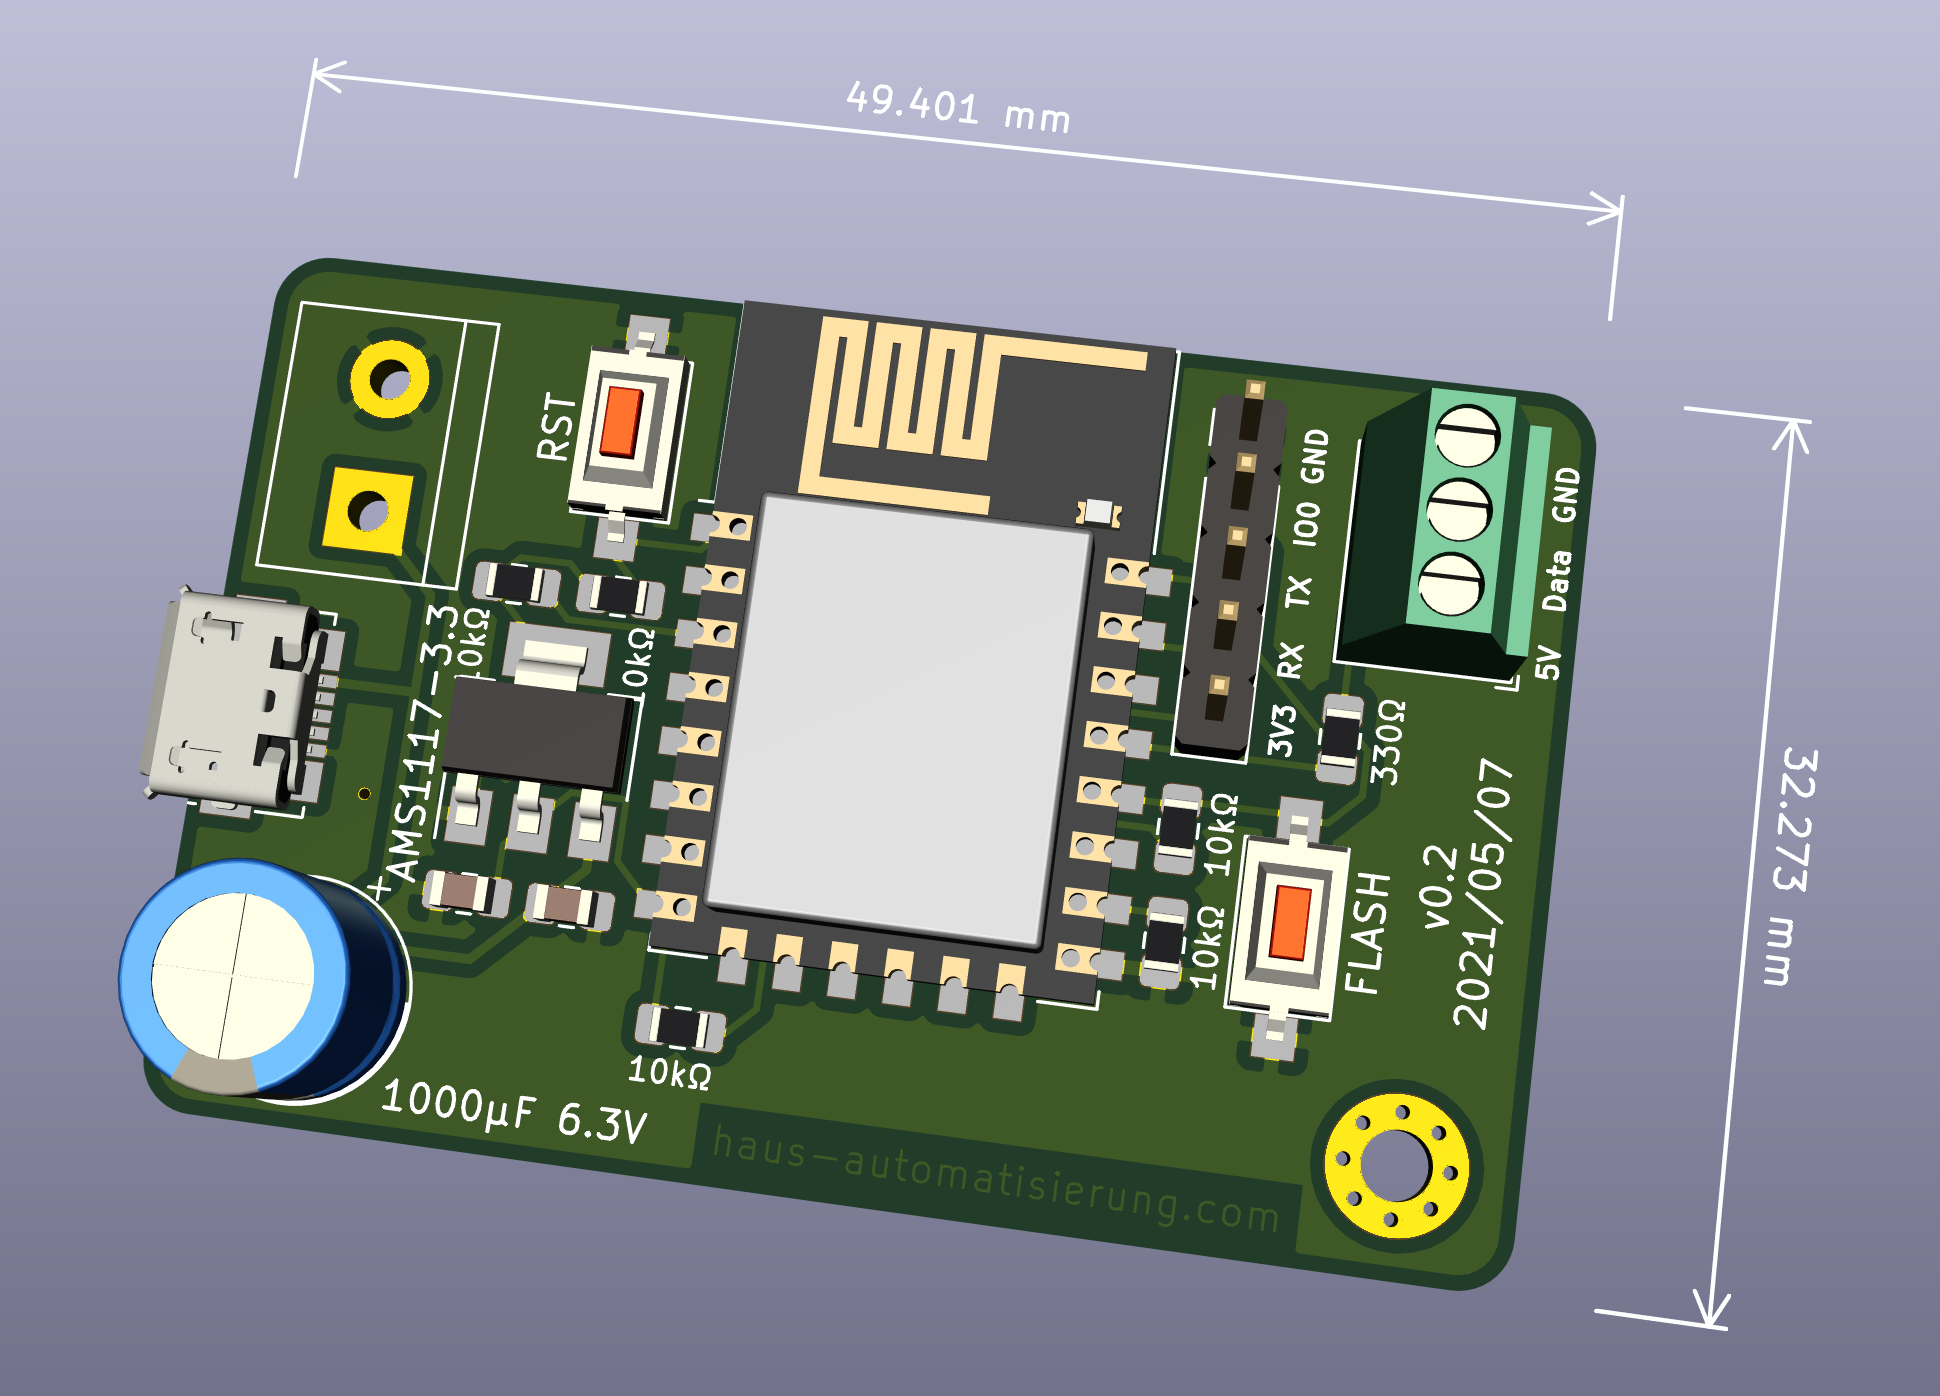 49.401 mm
RST
GND
IO0
TX
RX
3V3
GND
Data
5V
10kΩ
10kΩ
AMS1117-3.3
330Ω
10kΩ
10kΩ
FLASH
v0.2
2021/05/07
32.273 mm
+
10kΩ
1000µF 6.3V
haus-automatisierung.com